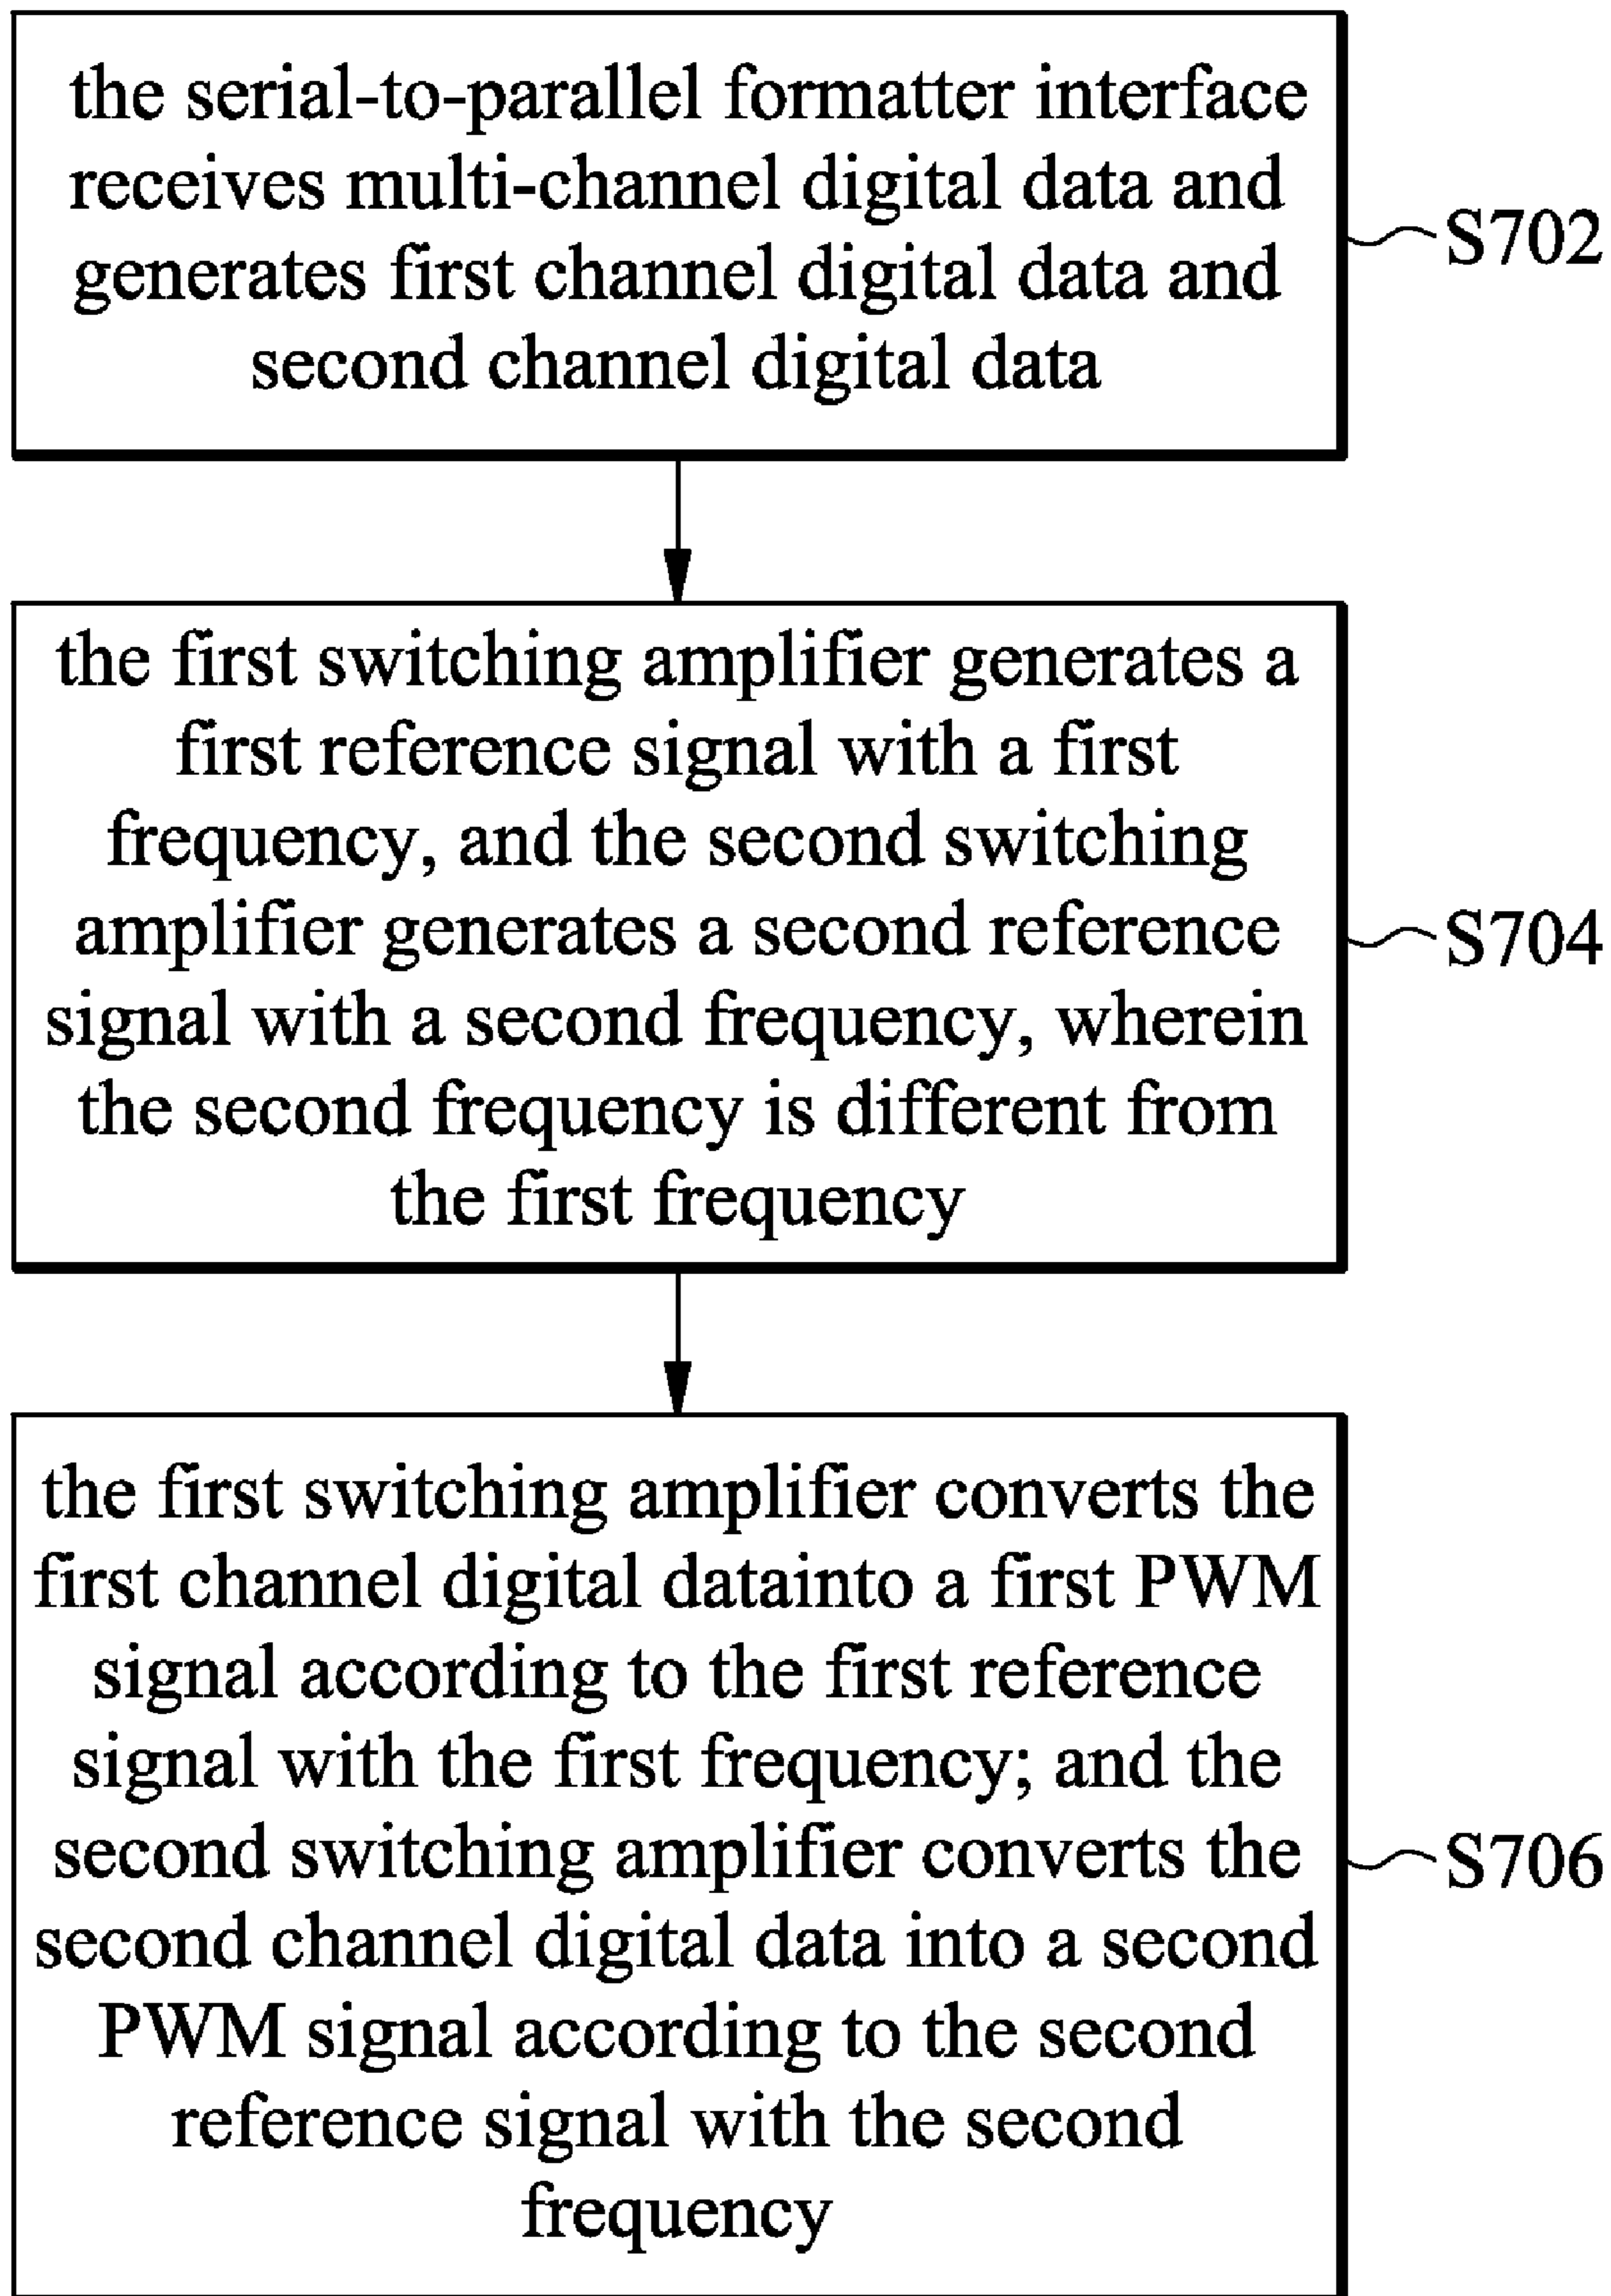 the serial-to-parallel formatter interface
receives multi-channel digital data and
generates first channel digital data and
second channel digital data
S702
the first switching amplifier generates a
first reference signal with a first
frequency, and the second switching
amplifier generates a second reference
signal with a second frequency, wherein
the second frequency is different from
the first frequency
S704
the first switching amplifier converts the
first channel digital datainto a first PWM
signal according to the first reference
signal with the first frequency; and the
second switching amplifier converts the
second channel digital data into a second
PWM signal according to the second
reference signal with the second
frequency
S706